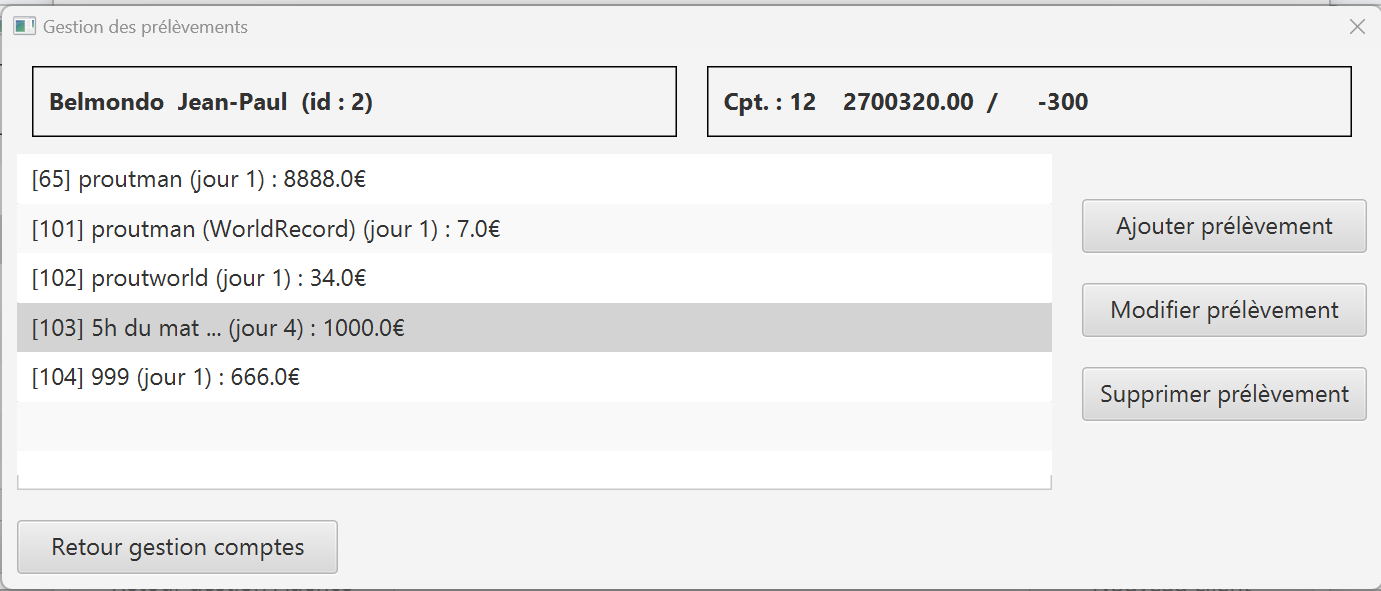 Gestion des prélèvements
Belmondo Jean-Paul (id : 2)
Cpt. : 12 2700320.00 / -300
[65] proutman (jour 1) : 8888.0€
[101] proutman (WorldRecord) (jour 1) : 7.0€
[102] proutworld (jour 1) : 34.0€
[103] 5h du mat ... (jour 4) : 1000.0€
[104] 999 (jour 1) : 666.0€
Ajouter prélèvement
Modifier prélèvement
Supprimer prélèvement
Retour gestion comptes